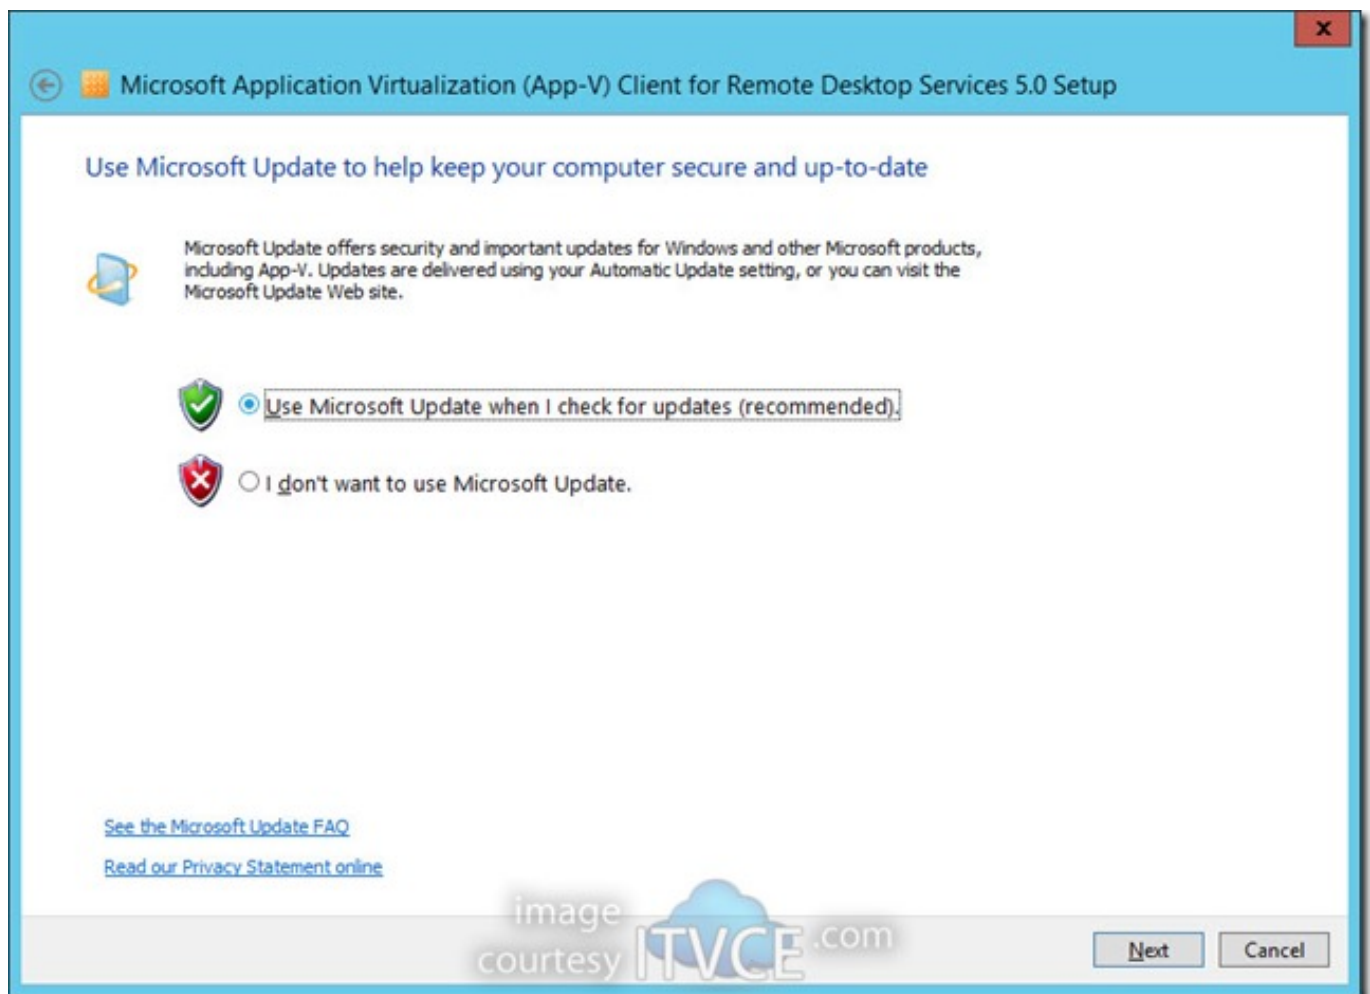 x
Microsoft Application Virtualization (App-V) Client for Remote Desktop Services 5.0 Setup
Use Microsoft Update to help keep your computer secure and up-to-date
Microsoft Update offers security and important updates for Windows and other Microsoft products,
including App-V. Updates are delivered using your Automatic Update setting, or you can visit the
Microsoft Update Web site.
Use Microsoft Update when I check for updates (recommended).
I don't want to use Microsoft Update.
See the Microsoft Update FAQ
Read our Privacy Statement online
image
courtesy ITVCE.com
Next Cancel